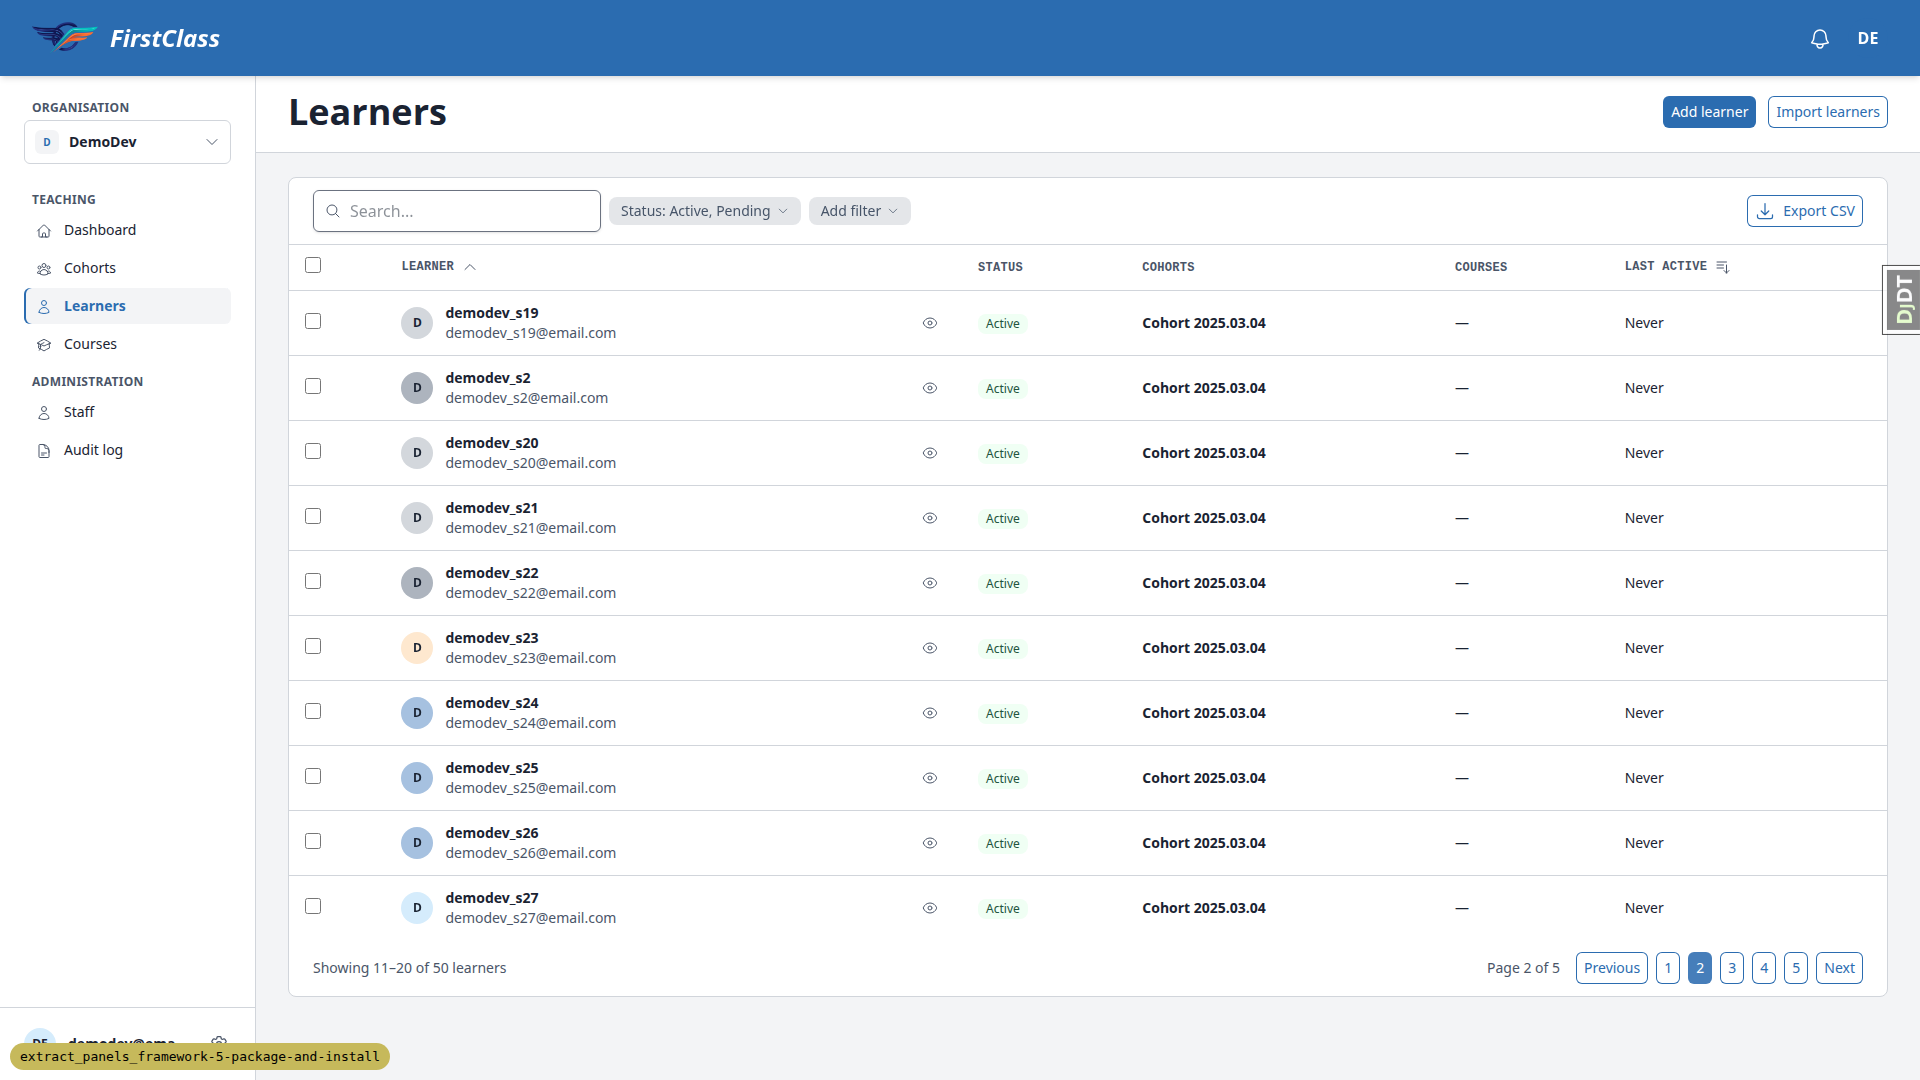 FirstClass
DE
ORGANISATION
D DemoDev
TEACHING
Dashboard
Cohorts
Learners
Courses
ADMINISTRATION
Staff
Audit log
Learners
Add learner Import learners
Search... Status: Active, Pending Add filter Export CSV
LEARNER STATUS COHORTS COURSES LAST ACTIVE
D demodev_s19 Active Cohort 2025.03.04 — Never
demodev_s19@email.com
D demodev_s2 Active Cohort 2025.03.04 — Never
demodev_s2@email.com
D demodev_s20 Active Cohort 2025.03.04 — Never
demodev_s20@email.com
D demodev_s21 Active Cohort 2025.03.04 — Never
demodev_s21@email.com
D demodev_s22 Active Cohort 2025.03.04 — Never
demodev_s22@email.com
D demodev_s23 Active Cohort 2025.03.04 — Never
demodev_s23@email.com
D demodev_s24 Active Cohort 2025.03.04 — Never
demodev_s24@email.com
D demodev_s25 Active Cohort 2025.03.04 — Never
demodev_s25@email.com
D demodev_s26 Active Cohort 2025.03.04 — Never
demodev_s26@email.com
D demodev_s27 Active Cohort 2025.03.04 — Never
demodev_s27@email.com
Showing 11–20 of 50 learners
Page 2 of 5 Previous 1 2 3 4 5 Next
DjDT
extract_panels_framework-5-package-and-install